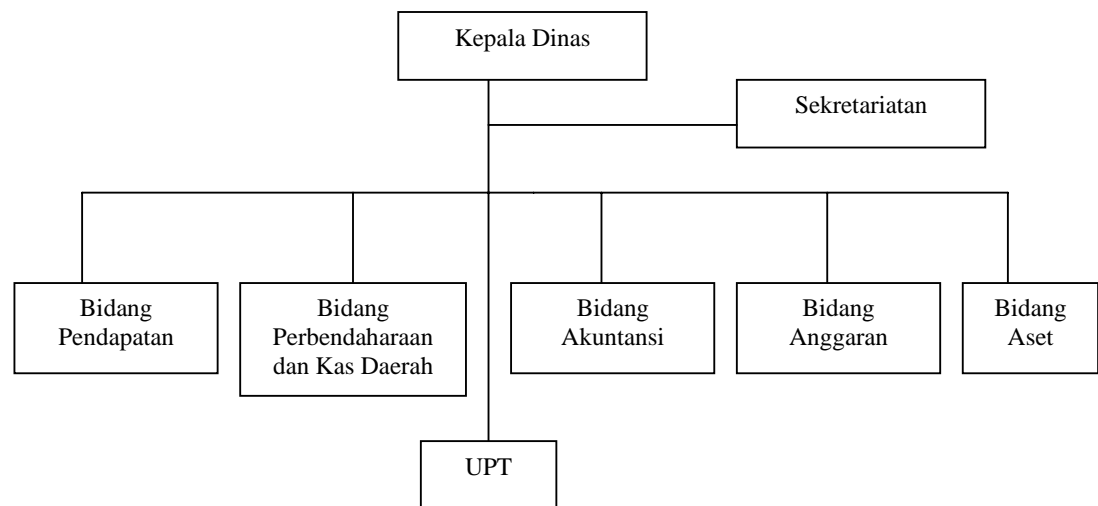 Kepala Dinas
Sekretariatan
Bidang
Pendapatan
Bidang
Perbendaharaan
dan Kas Daerah
Bidang
Akuntansi
Bidang
Anggaran
Bidang
Aset
UPT